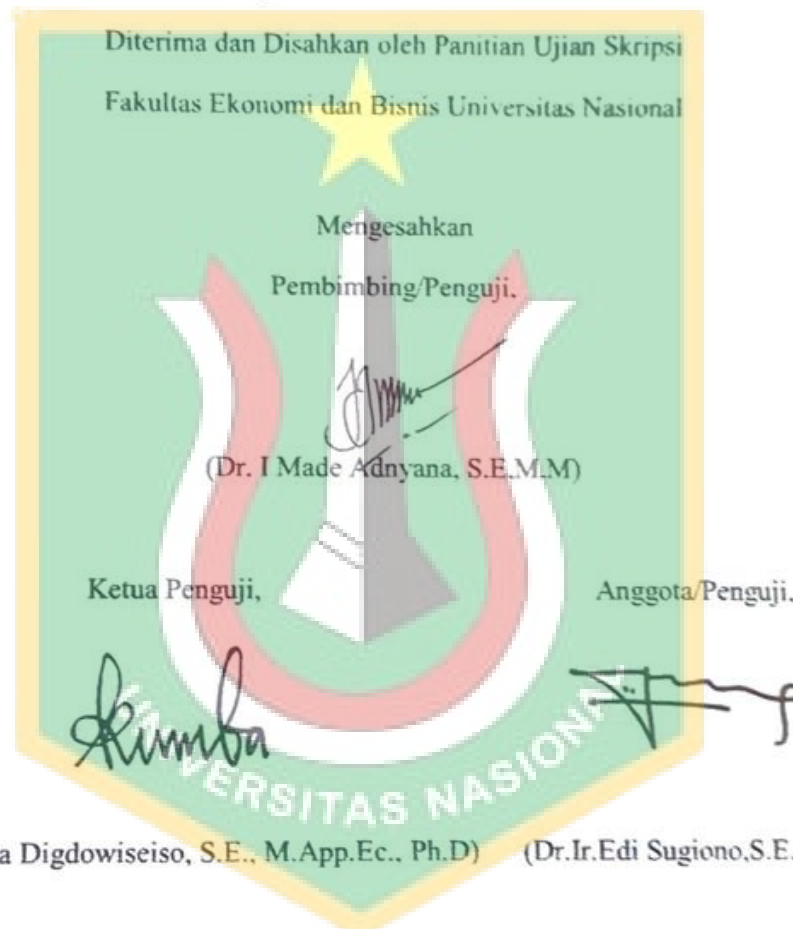 Diterima dan Disahkan oleh Panitian Ujian Skripsi
Fakultas Ekonomi dan Bisnis Universitas Nasional
Mengesahkan
Pembimbing/Penguji.
(Dr. I Made Adnyana, S.E.M.M)
Ketua Penguji, Anggota/Penguji.
UNIVERSITAS NASIONAL
a Digdowiseiso, S.E., M.App.Ec., Ph.D) (Dr.Ir.Edi Sugiono,S.E.